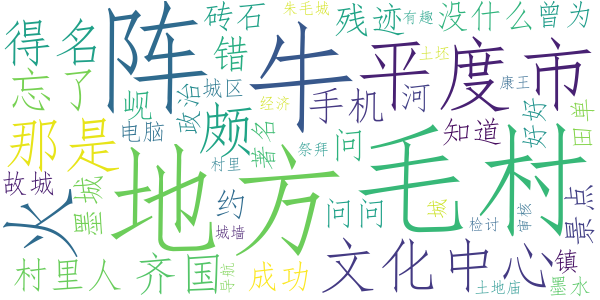 朱毛城
得名
阵
砖石
残迹
有趣
没什么
曾为
错
牛
平度市
土坯
忘了
政治
城区
手机
河
康王
颇
经济
那是
电脑
著名
问
知道
好好
田单
祭拜
村里
地方
毛村
故城
火
墨城
约
问问
城
城墙
检讨
审核
景点
村里人
齐国
导航
成功
文化中心
镇
土地庙
墨水